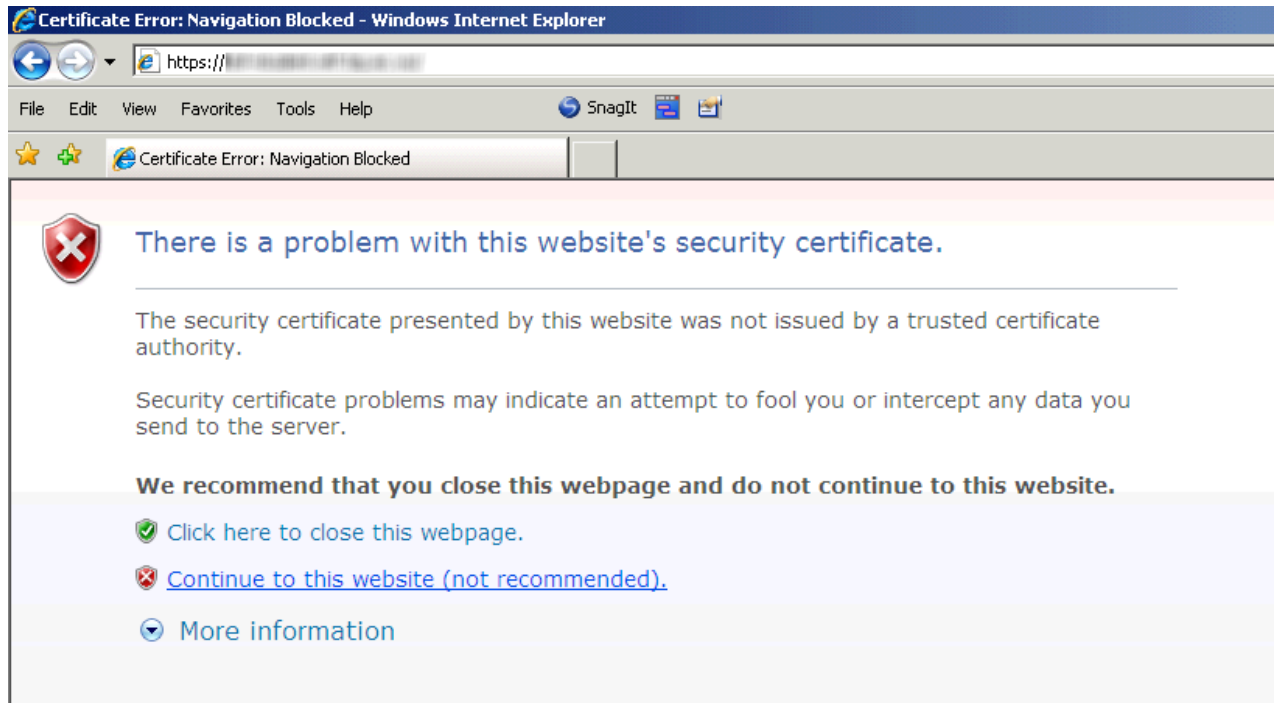 Certificate Error: Navigation Blocked - Windows Internet Explorer
https://
File Edit View Favorites Tools Help SnagIt
Certificate Error: Navigation Blocked
There is a problem with this website's security certificate.
The security certificate presented by this website was not issued by a trusted certificate
authority.
Security certificate problems may indicate an attempt to fool you or intercept any data you
send to the server.
We recommend that you close this webpage and do not continue to this website.
Click here to close this webpage.
Continue to this website (not recommended).
More information